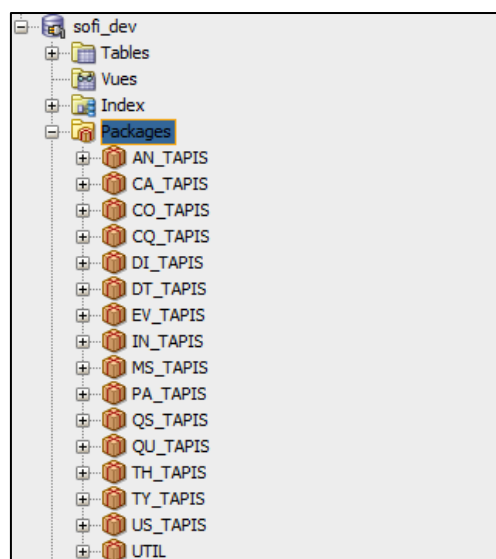 sofi_dev
Tables
Vues
Index
Packages
AN_TAPIS
CA_TAPIS
CO_TAPIS
CQ_TAPIS
DI_TAPIS
DT_TAPIS
EV_TAPIS
IN_TAPIS
MS_TAPIS
PA_TAPIS
QS_TAPIS
QU_TAPIS
TH_TAPIS
TY_TAPIS
US_TAPIS
UTIL